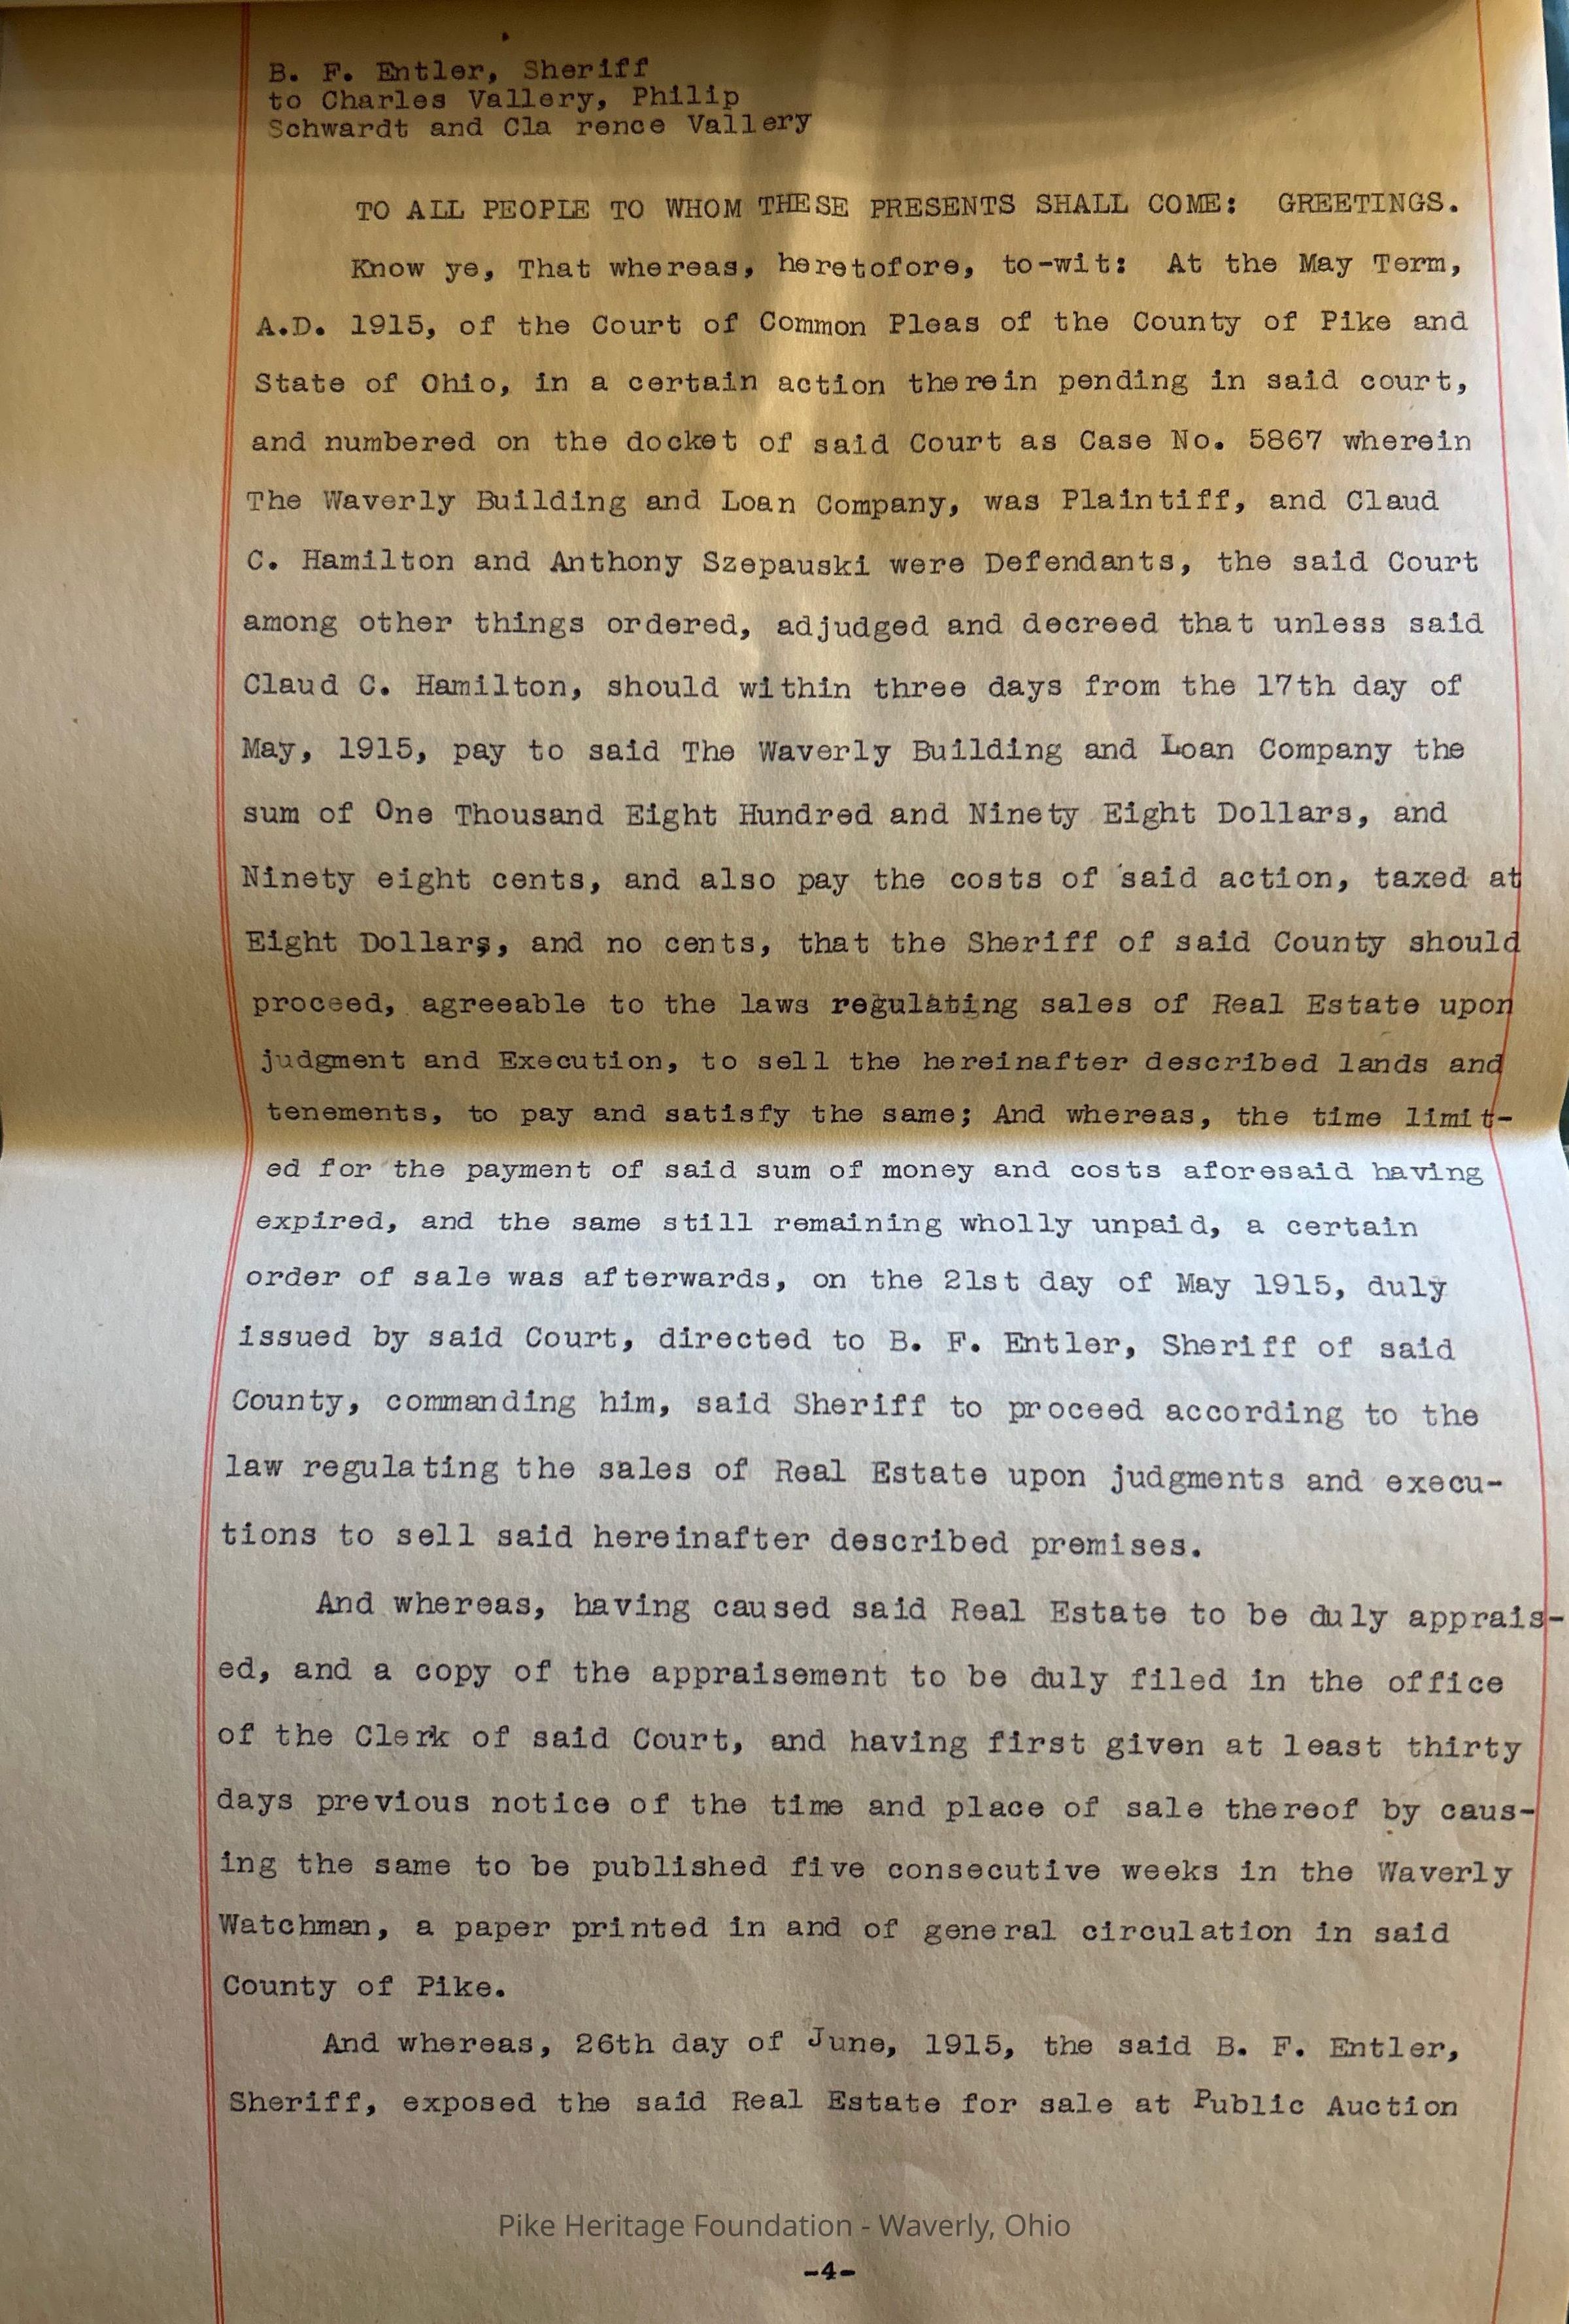 B. F. Entler, Sheriff
to Charles Vallery, Philip
Schwardt and Cla rence Vallery
TO ALL PEOPLE TO WHOM THESE PRESENTS SHALL COME: GREETINGS.
Know ye, That whereas, heretofore, to-wit: At the May Term,
A.D. 1915, of the Court of Common Pleas of the County of Pike and
State of Ohio, in a certain action therein pending in said court,
and numbered on the docket of said Court as Case No. 5867 wherein
The Waverly Building and Loan Company, was Plaintiff, and Claud
C. Hamilton and Anthony Szepauski were Defendants, the said Court
among other things ordered, adjudged and decreed that unless said
Claud C. Hamilton, should within three days from the 17th day of
May, 1915, pay to said The Waverly Building and Loan Company the
sum of One Thousand Eight Hundred and Ninety Eight Dollars, and
Ninety eight cents, and also pay the costs of said action, taxed at
Eight Dollars, and no cents, that the Sheriff of said County should
proceed, agreeable to the laws regulating sales of Real Estate upon
judgment and Execution, to sell the hereinafter described lands and
tenements, to pay and satisfy the same; And whereas, the time limit-
ed for the payment of said sum of money and costs aforesaid having
expired, and the same still remaining wholly unpaid, a certain
order of sale was afterwards, on the 21st day of May 1915, duly
issued by said Court, directed to B. F. Entler, Sheriff of said
County, commanding him, said Sheriff to proceed according to the
law regulating the sales of Real Estate upon judgments and execu-
tions to sell said hereinafter described premises.
And whereas, having caused said Real Estate to be duly apprais-
ed, and a copy of the appraisement to be duly filed in the office
of the Clerk of said Court, and having first given at least thirty
days previous notice of the time and place of sale thereof by caus-
ing the same to be published five consecutive weeks in the Waverly
Watchman, a paper printed in and of general circulation in said
County of Pike.
And whereas, 26th day of June, 1915, the said B. F. Entler,
Sheriff, exposed the said Real Estate for sale at Public Auction
Pike Heritage Foundation - Waverly, Ohio
-4-